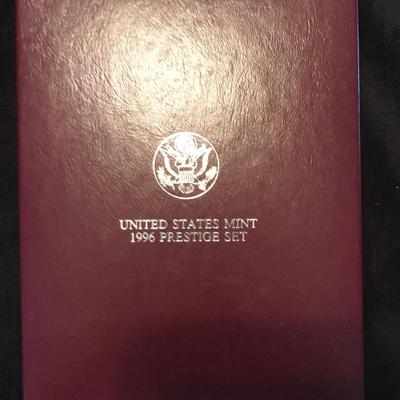 UNITED STATES MINT
1996 PRESTIGE SET